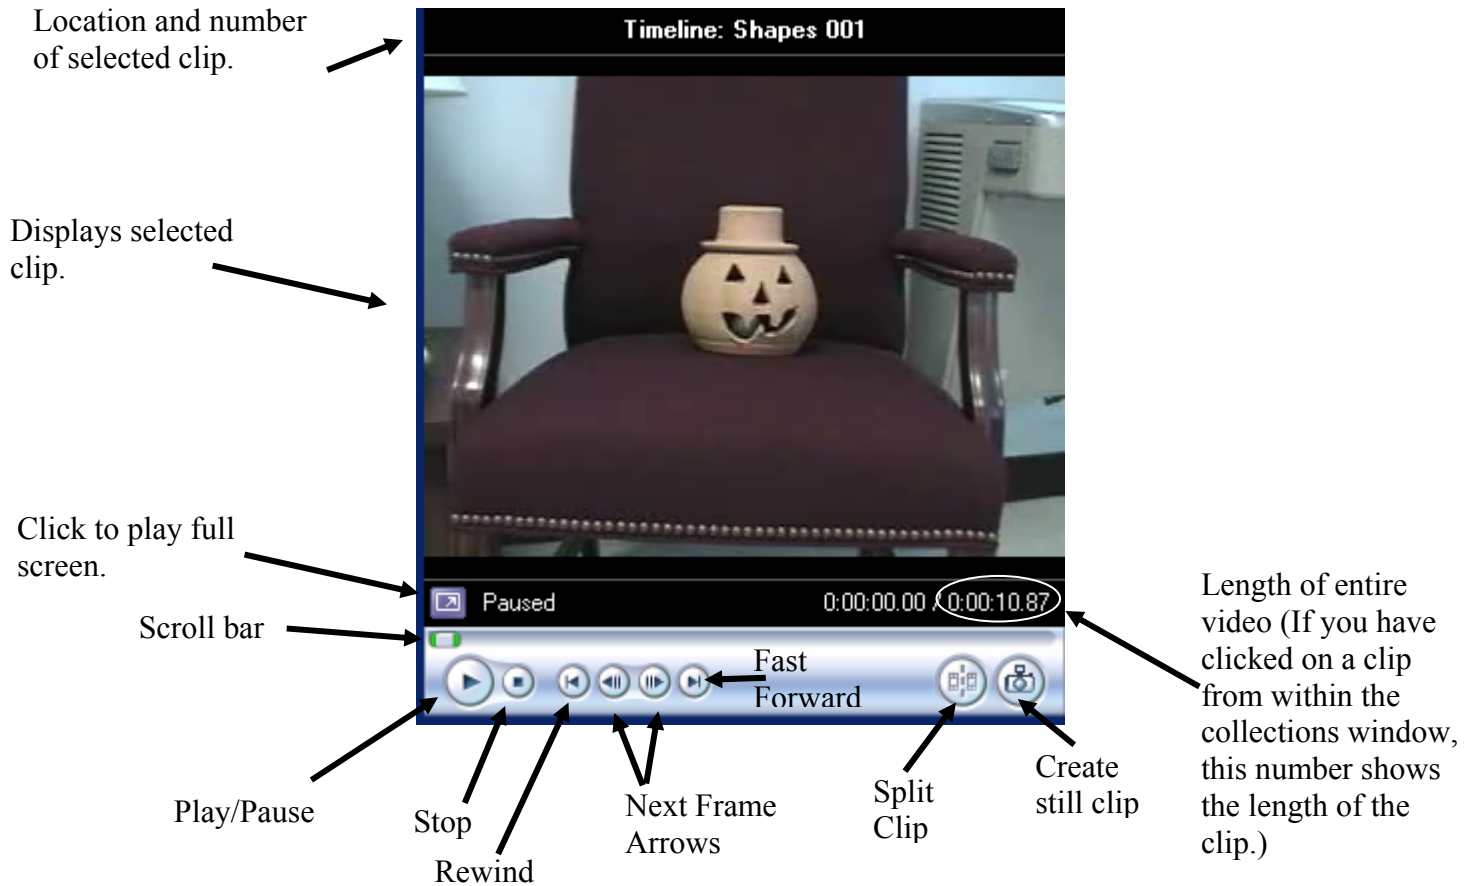 Location and number
of selected clip.
Timeline: Shapes 001
Displays selected
clip.
Click to play full
screen.
Paused
0:00:00.00 / 0:00:10.87
Scroll bar
Fast
Forward
Length of entire
video (If you have
clicked on a clip
from within the
collections window,
this number shows
the length of the
clip.)
Play/Pause
Stop
Rewind
Next Frame
Arrows
Split
Clip
Create
still clip